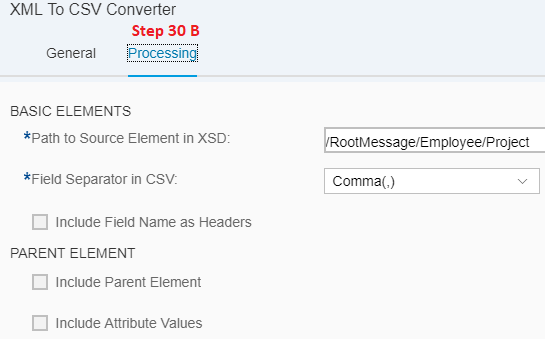 XML To CSV Converter
Step 30 B
General Processing
BASIC ELEMENTS
*Path to Source Element in XSD: /RootMessage/Employee/Project
*Field Separator in CSV: Comma(,)
Include Field Name as Headers
PARENT ELEMENT
Include Parent Element
Include Attribute Values